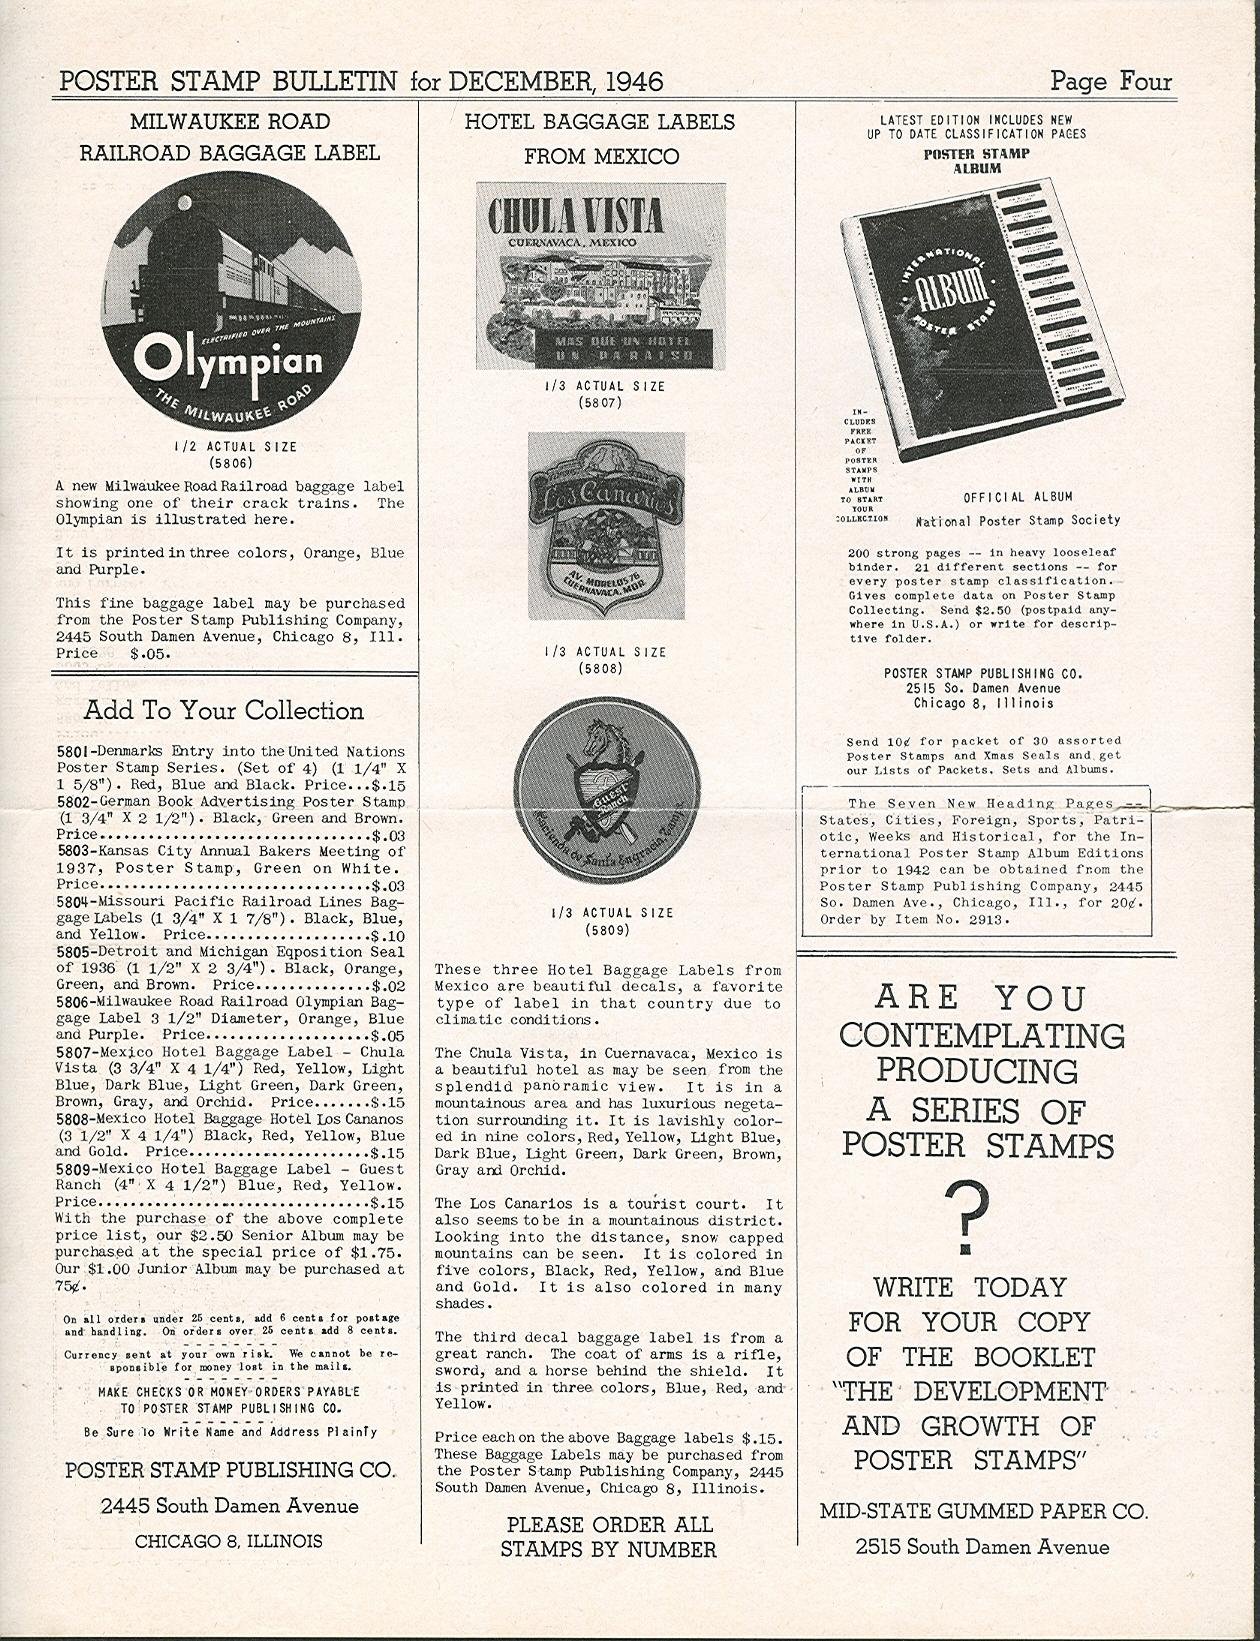 POSTER STAMP BULLETIN for DECEMBER, 1946
Page Four
MILWAUKEE ROAD
RAILROAD BAGGAGE LABEL
ELECTRIFIED OVER THE MOUNTAINS
Olympian
THE MILWAUKEE ROAD
1/2 ACTUAL SIZE
(5806)
A new Milwaukee Road Railroad baggage label
showing one of their crack trains. The
Olympian is illustrated here.
It is printed in three colors, Orange, Blue
and Purple.
This fine baggage label may be purchased
from the Poster Stamp Publishing Company,
2445 South Damen Avenue, Chicago 8, Ill.
Price $.05.
Add To Your Collection
5801-Denmarks Entry into the United Nations
Poster Stamp Series. (Set of 4) (1 1/4" X
1 5/8"). Red, Blue and Black. Price...$.15
5802-German Book Advertising Poster Stamp
(1 3/4" X 2 1/2"). Black, Green and Brown.
Price.................................$.03
5803-Kansas City Annual Bakers Meeting of
1937, Poster Stamp, Green on White.
Price.................................$.03
5804-Missouri Pacific Railroad Lines Bag-
gage Labels (1 3/4" X 1 7/8"). Black, Blue,
and Yellow. Price....................$.10
5805-Detroit and Michigan Eqposition Seal
of 1936 (1 1/2" X 2 3/4"). Black, Orange,
Green, and Brown. Price..............$.02
5806-Milwaukee Road Railroad Olympian Bag-
gage Label 3 1/2" Diameter, Orange, Blue
and Purple. Price....................$.05
5807-Mexico Hotel Baggage Label - Chula
Vista (3 3/4" X 4 1/4") Red, Yellow, Light
Blue, Dark Blue, Light Green, Dark Green,
Brown, Gray, and Orchid. Price.......$.15
5808-Mexico Hotel Baggage Hotel Los Cananos
(3 1/2" X 4 1/4") Black, Red, Yellow, Blue
and Gold. Price......................$.15
5809-Mexico Hotel Baggage Label - Guest
Ranch (4" X 4 1/2") Blue, Red, Yellow.
Price.................................$.15
With the purchase of the above complete
price list, our $2.50 Senior Album may be
purchased at the special price of $1.75.
Our $1.00 Junior Album may be purchased at
75¢.
On all orders under 25 cents, add 6 cents for postage
and handling. On orders over 25 cents add 8 cents.
Currency sent at your own risk. We cannot be re-
sponsible for money lost in the mails.
MAKE CHECKS OR MONEY ORDERS PAYABLE
TO POSTER STAMP PUBLISHING CO.
Be Sure To Write Name and Address Plainly
POSTER STAMP PUBLISHING CO.
2445 South Damen Avenue
CHICAGO 8, ILLINOIS
HOTEL BAGGAGE LABELS
FROM MEXICO
CHULA VISTA
CUERNAVACA, MEXICO
MAS QUE UN HOTEL
UN PARAISO
1/3 ACTUAL SIZE
(5807)
Los Canarios
AV. MORELOS 76
CUERNAVACA, MOR.
1/3 ACTUAL SIZE
(5808)
GUEST
RANCH
Hacienda de Santa Engracia, Tamps
1/3 ACTUAL SIZE
(5809)
These three Hotel Baggage Labels from
Mexico are beautiful decals, a favorite
type of label in that country due to
climatic conditions.
The Chula Vista, in Cuernavaca, Mexico is
a beautiful hotel as may be seen from the
splendid panoramic view. It is in a
mountainous area and has luxurious negeta-
tion surrounding it. It is lavishly color-
ed in nine colors, Red, Yellow, Light Blue,
Dark Blue, Light Green, Dark Green, Brown,
Gray and Orchid.
The Los Canarios is a tourist court. It
also seems to be in a mountainous district.
Looking into the distance, snow capped
mountains can be seen. It is colored in
five colors, Black, Red, Yellow, and Blue
and Gold. It is also colored in many
shades.
The third decal baggage label is from a
great ranch. The coat of arms is a rifle,
sword, and a horse behind the shield. It
is printed in three colors, Blue, Red, and
Yellow.
Price each on the above Baggage labels $.15.
These Baggage Labels may be purchased from
the Poster Stamp Publishing Company, 2445
South Damen Avenue, Chicago 8, Illinois.
PLEASE ORDER ALL
STAMPS BY NUMBER
LATEST EDITION INCLUDES NEW
UP TO DATE CLASSIFICATION PAGES
POSTER STAMP
ALBUM
INTERNATIONAL
ALBUM
POSTER STAMP
IN-
CLUDES
FREE
PACKET
OF
POSTER
STAMPS
WITH
ALBUM
TO START
YOUR
COLLECTION
OFFICIAL ALBUM
National Poster Stamp Society
200 strong pages -- in heavy looseleaf
binder. 21 different sections -- for
every poster stamp classification.
Gives complete data on Poster Stamp
Collecting. Send $2.50 (postpaid any-
where in U.S.A.) or write for descrip-
tive folder.
POSTER STAMP PUBLISHING CO.
2515 So. Damen Avenue
Chicago 8, Illinois
Send 10¢ for packet of 30 assorted
Poster Stamps and Xmas Seals and get
our Lists of Packets. Sets and Albums.
The Seven New Heading Pages --
States, Cities, Foreign, Sports, Patri-
otic, Weeks and Historical, for the In-
ternational Poster Stamp Album Editions
prior to 1942 can be obtained from the
Poster Stamp Publishing Company, 2445
So. Damen Ave., Chicago, Ill., for 20¢.
Order by Item No. 2913.
ARE YOU
CONTEMPLATING
PRODUCING
A SERIES OF
POSTER STAMPS
?
WRITE TODAY
FOR YOUR COPY
OF THE BOOKLET
"THE DEVELOPMENT
AND GROWTH OF
POSTER STAMPS"
MID-STATE GUMMED PAPER CO.
2515 South Damen Avenue